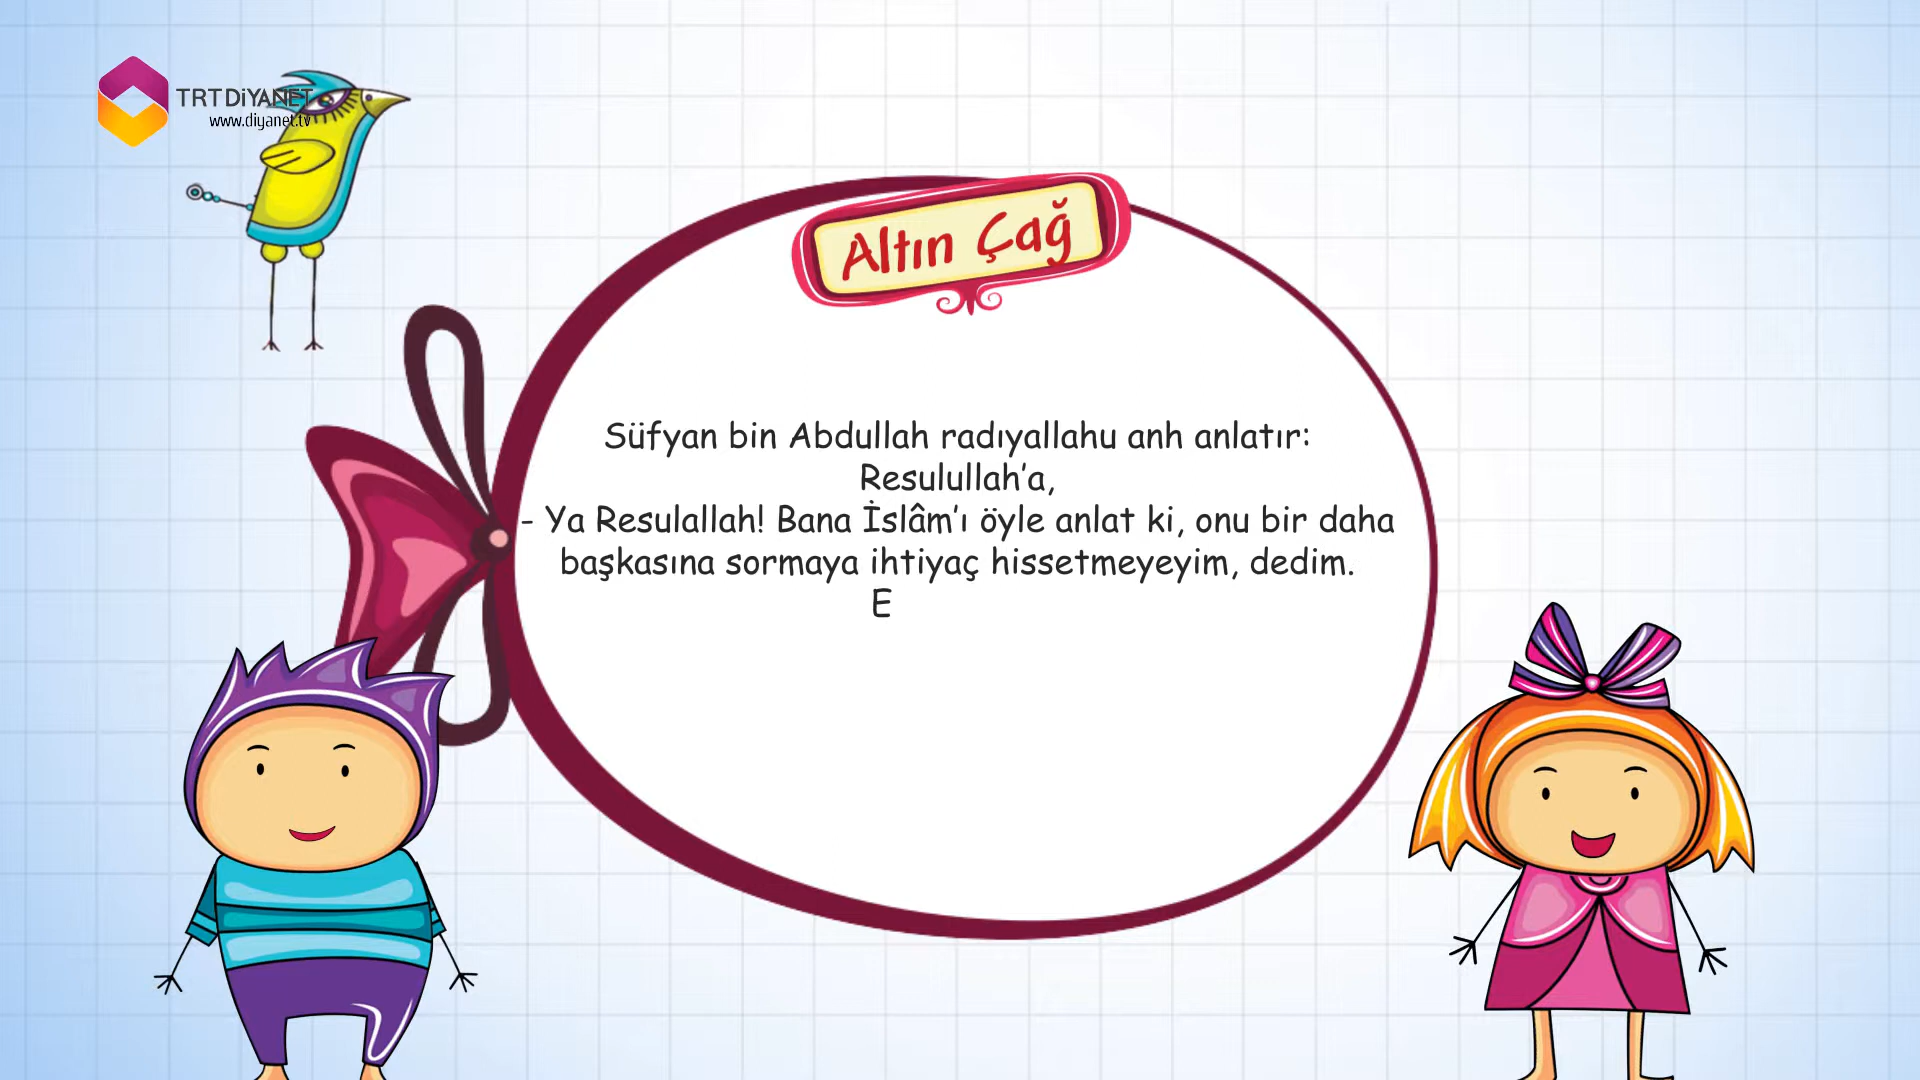 TRT DİYANET
www.diyanet.tv
Altın Çağ
Süfyan bin Abdullah radıyallahu anh anlatır:
Resulullah’a,
- Ya Resulallah! Bana İslâm’ı öyle anlat ki, onu bir daha
başkasına sormaya ihtiyaç hissetmeyeyim, dedim.
E